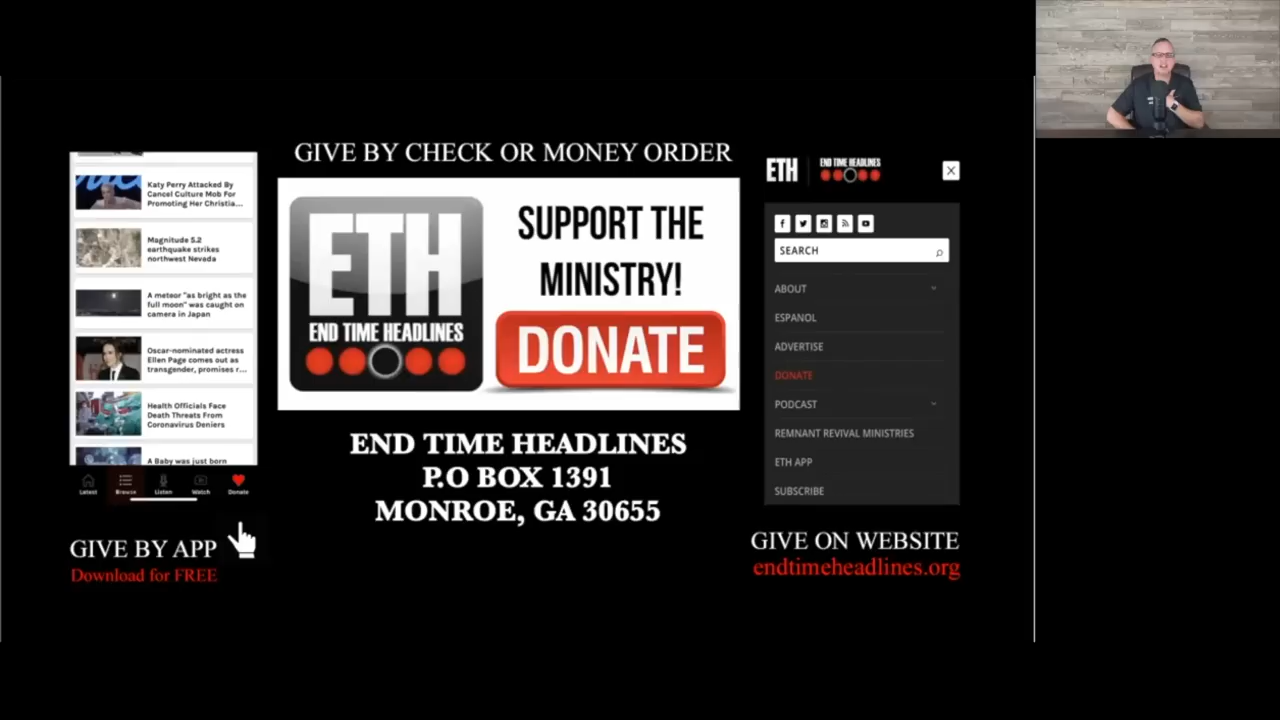 Katy Perry Attacked By
Cancel Culture Mob For
Promoting Her Christia...
Magnitude 5.2
earthquake strikes
northwest Nevada
A meteor "as bright as the
full moon" was caught on
camera in Japan
Oscar-nominated actress
Ellen Page comes out as
transgender, promises r...
Health Officials Face
Death Threats From
Coronavirus Deniers
A Baby was just born
Latest
Browse
Listen
Watch
Donate
GIVE BY APP
Download for FREE
GIVE BY CHECK OR MONEY ORDER
ETH
END TIME HEADLINES
SUPPORT THE
MINISTRY!
DONATE
END TIME HEADLINES
P.O BOX 1391
MONROE, GA 30655
ETH
END TIME HEADLINES
SEARCH
ABOUT
ESPANOL
ADVERTISE
DONATE
PODCAST
REMNANT REVIVAL MINISTRIES
ETH APP
SUBSCRIBE
GIVE ON WEBSITE
endtimeheadlines.org